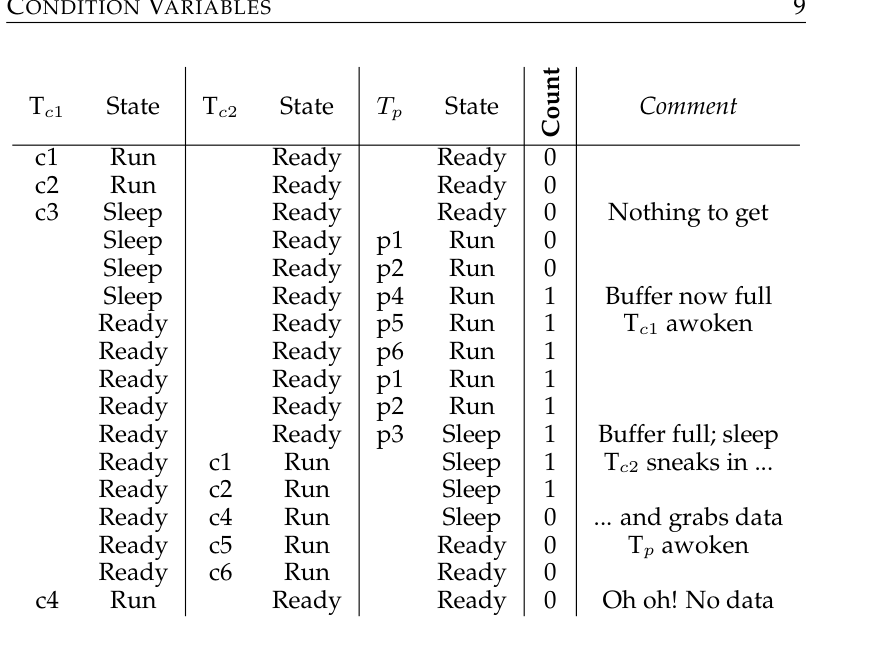 CONDITION VARIABLES 9
Tc1 State Tc2 State Tp State Count Comment
c1 Run Ready Ready 0
c2 Run Ready Ready 0
c3 Sleep Ready Ready 0 Nothing to get
Sleep Ready p1 Run 0
Sleep Ready p2 Run 0
Sleep Ready p4 Run 1 Buffer now full
Ready Ready p5 Run 1 Tc1 awoken
Ready Ready p6 Run 1
Ready Ready p1 Run 1
Ready Ready p2 Run 1
Ready Ready p3 Sleep 1 Buffer full; sleep
Ready c1 Run Sleep 1 Tc2 sneaks in ...
Ready c2 Run Sleep 1
Ready c4 Run Sleep 0 ... and grabs data
Ready c5 Run Ready 0 Tp awoken
Ready c6 Run Ready 0
c4 Run Ready Ready 0 Oh oh! No data